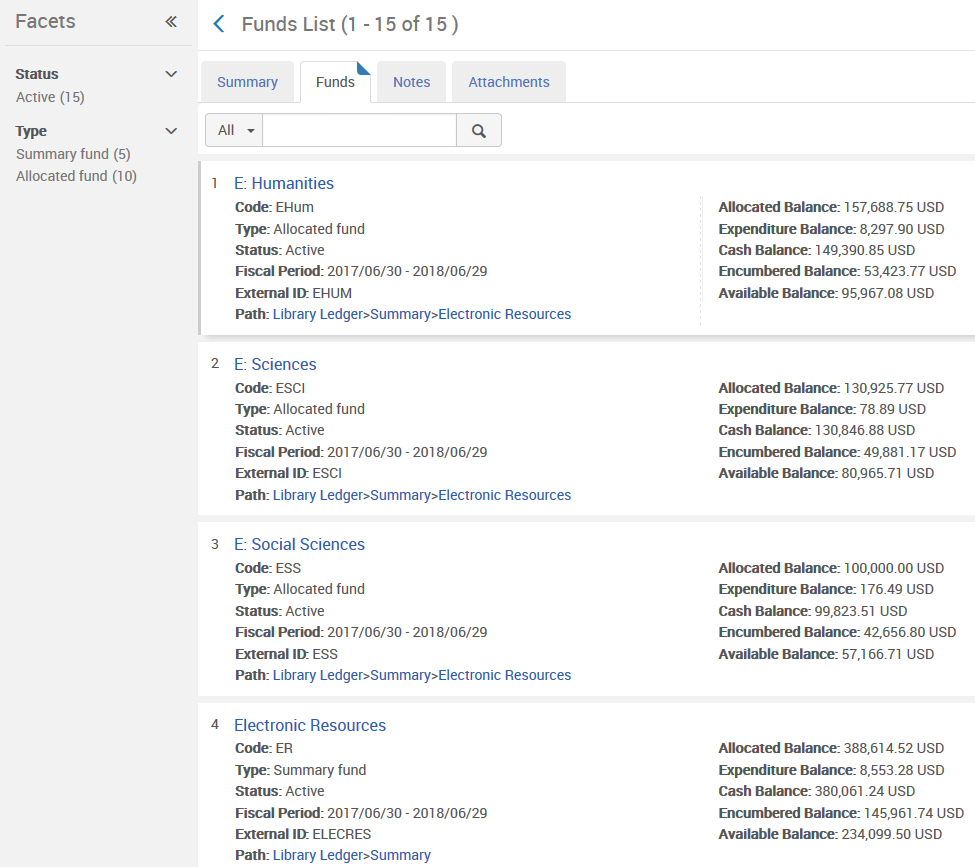 Facets «
Status
Active (15)
Type
Summary fund (5)
Allocated fund (10)
Funds List (1 - 15 of 15 )
Summary Funds Notes Attachments
All
1 E: Humanities
Code: EHum Allocated Balance: 157,688.75 USD
Type: Allocated fund Expenditure Balance: 8,297.90 USD
Status: Active Cash Balance: 149,390.85 USD
Fiscal Period: 2017/06/30 - 2018/06/29 Encumbered Balance: 53,423.77 USD
External ID: EHUM Available Balance: 95,967.08 USD
Path: Library Ledger>Summary>Electronic Resources
2 E: Sciences
Code: ESCI Allocated Balance: 130,925.77 USD
Type: Allocated fund Expenditure Balance: 78.89 USD
Status: Active Cash Balance: 130,846.88 USD
Fiscal Period: 2017/06/30 - 2018/06/29 Encumbered Balance: 49,881.17 USD
External ID: ESCI Available Balance: 80,965.71 USD
Path: Library Ledger>Summary>Electronic Resources
3 E: Social Sciences
Code: ESS Allocated Balance: 100,000.00 USD
Type: Allocated fund Expenditure Balance: 176.49 USD
Status: Active Cash Balance: 99,823.51 USD
Fiscal Period: 2017/06/30 - 2018/06/29 Encumbered Balance: 42,656.80 USD
External ID: ESS Available Balance: 57,166.71 USD
Path: Library Ledger>Summary>Electronic Resources
4 Electronic Resources
Code: ER Allocated Balance: 388,614.52 USD
Type: Summary fund Expenditure Balance: 8,553.28 USD
Status: Active Cash Balance: 380,061.24 USD
Fiscal Period: 2017/06/30 - 2018/06/29 Encumbered Balance: 145,961.74 USD
External ID: ELECRES Available Balance: 234,099.50 USD
Path: Library Ledger>Summary